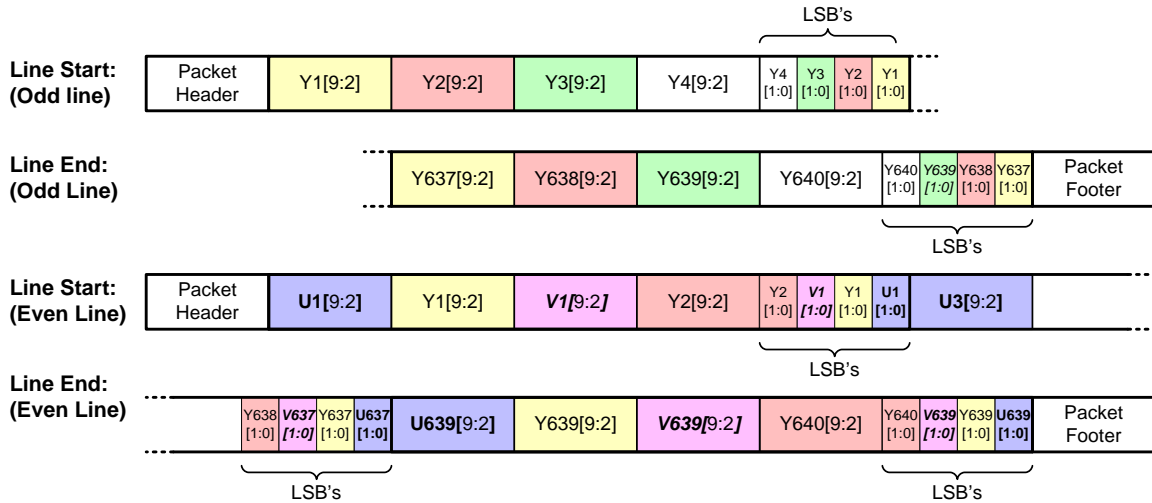 LSB's
Line Start:
(Odd line)
Packet
Header
Y1[9:2]
Y2[9:2]
Y3[9:2]
Y4[9:2]
Y4
[1:0]
Y3
[1:0]
Y2
[1:0]
Y1
[1:0]
Line End:
(Odd Line)
Y637[9:2]
Y638[9:2]
Y639[9:2]
Y640[9:2]
Y640
[1:0]
Y639
[1:0]
Y638
[1:0]
Y637
[1:0]
Packet
Footer
LSB's
Line Start:
(Even Line)
Packet
Header
U1[9:2]
Y1[9:2]
V1[9:2]
Y2[9:2]
Y2
[1:0]
V1
[1:0]
Y1
[1:0]
U1
[1:0]
U3[9:2]
LSB's
Line End:
(Even Line)
Y638
[1:0]
V637
[1:0]
Y637
[1:0]
U637
[1:0]
U639[9:2]
Y639[9:2]
V639[9:2]
Y640[9:2]
Y640
[1:0]
V639
[1:0]
Y639
[1:0]
U639
[1:0]
Packet
Footer
LSB's
LSB's